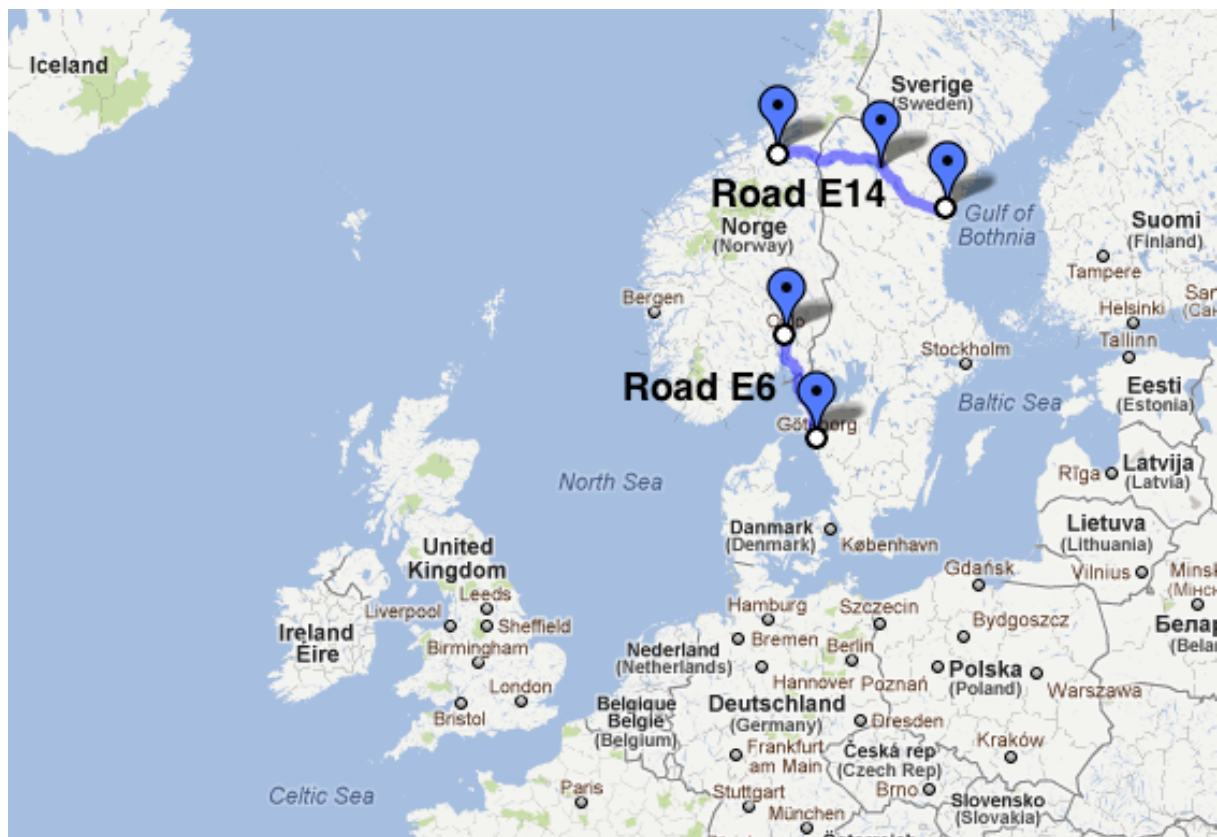 Iceland
Sverige
(Sweden)
Road E14
Gulf of
Bothnia
Suomi
(Finland)
Norge
(Norway)
Tampere
Bergen
Helsinki
Tallinn
Stockholm
Road E6
Eesti
(Estonia)
Baltic Sea
Göteborg
North Sea
Rīga
Latvija
(Latvia)
Danmark
(Denmark)
København
Lietuva
(Lithuania)
Vilnius
Minsk
United
Kingdom
Gdańsk
Leeds
Liverpool
Sheffield
Hamburg
Szczecin
Bydgoszcz
Ireland
Éire
Birmingham
Nederland
(Netherlands)
Bremen
Berlin
Polska
(Poland)
London
Bristol
Hannover
Poznań
Warszawa
Belgique
België
(Belgium)
Deutschland
(Germany)
Dresden
Frankfurt
am Main
Česká rep
(Czech Rep)
Kraków
Celtic Sea
Paris
Stuttgart
Brno
Slovensko
(Slovakia)
München